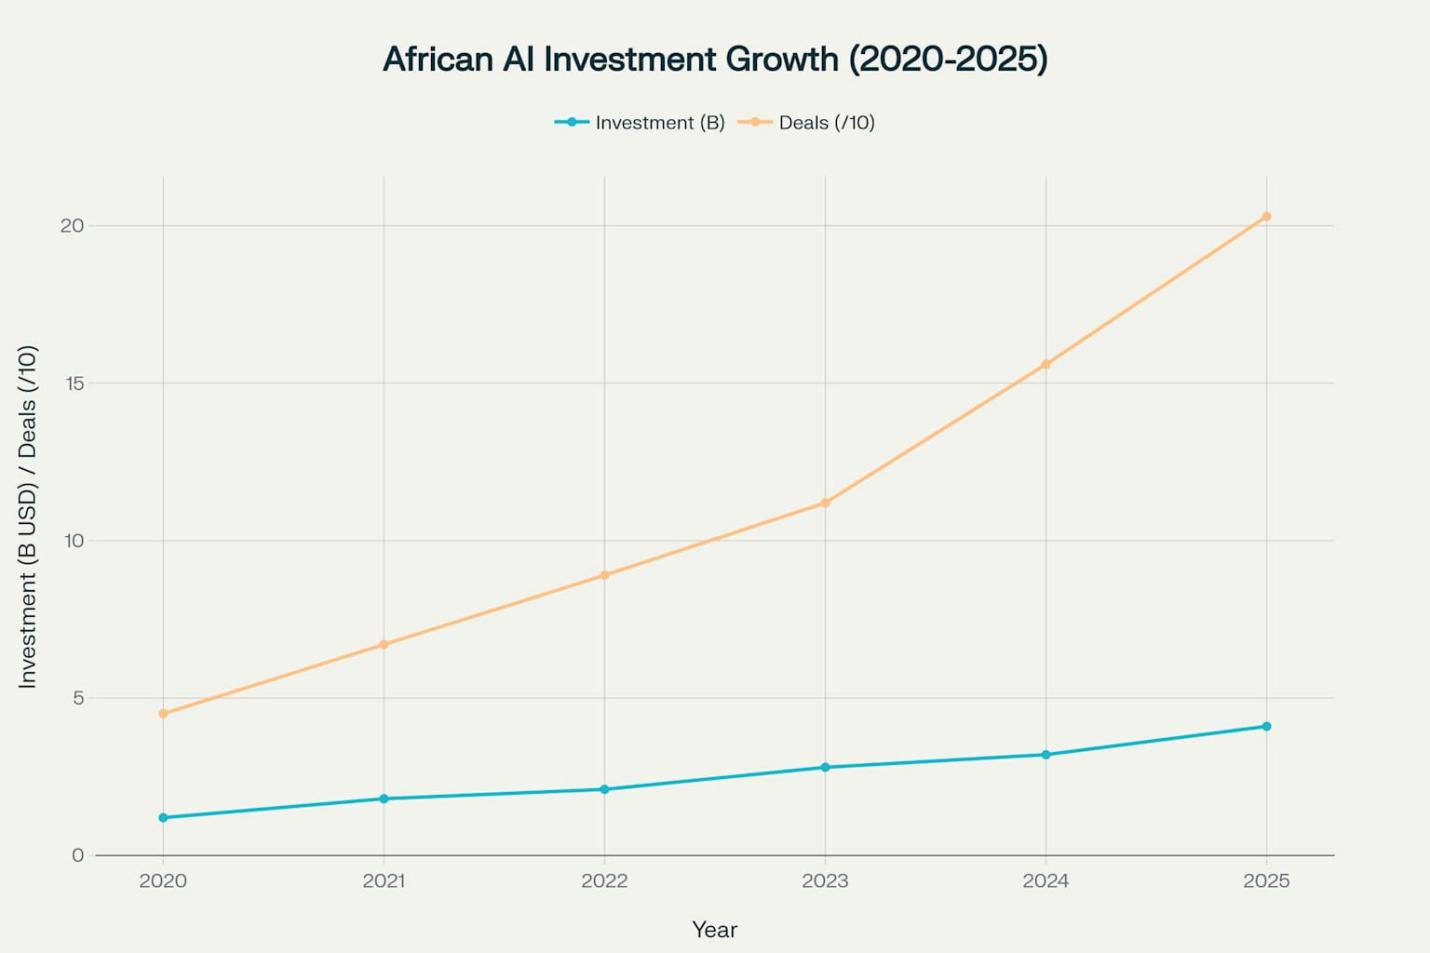 African AI Investment Growth (2020-2025)
Investment (B) Deals (/10)
Investment (B USD) / Deals (/10)
20
15
10
5
0
2020 2021 2022 2023 2024 2025
Year